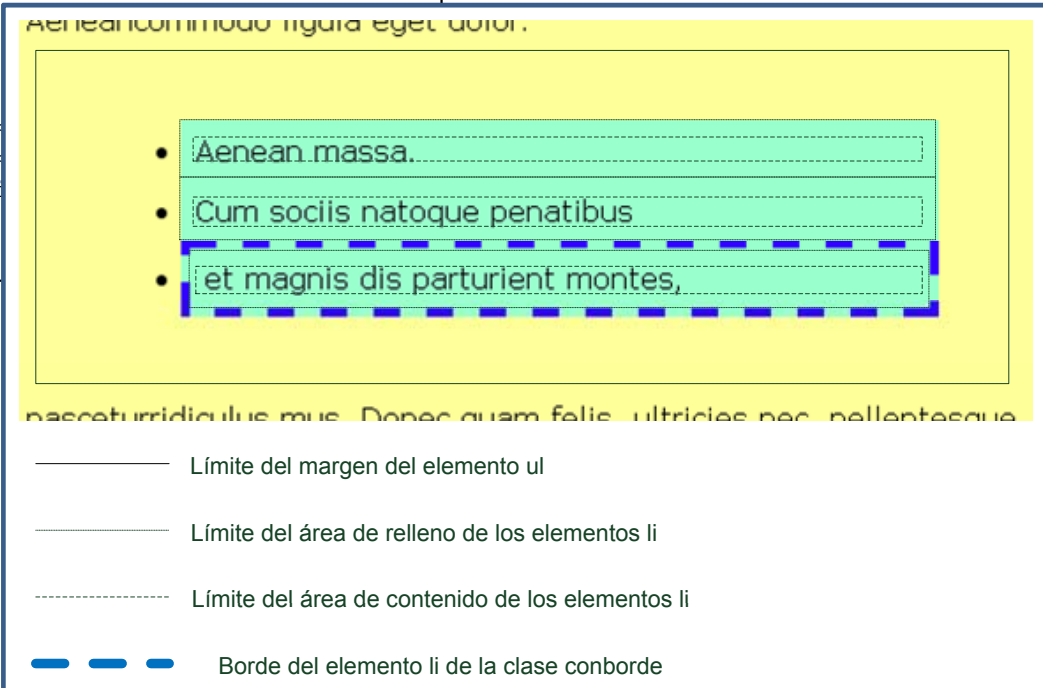 Aeneancommodo ligula eget dolor.
• Aenean massa.
• Cum sociis natoque penatibus
• et magnis dis parturient montes,
nasceturridiculus mus. Donec quam felis, ultricies nec, pellentesque
Límite del margen del elemento ul
Límite del área de relleno de los elementos li
Límite del área de contenido de los elementos li
Borde del elemento li de la clase conborde